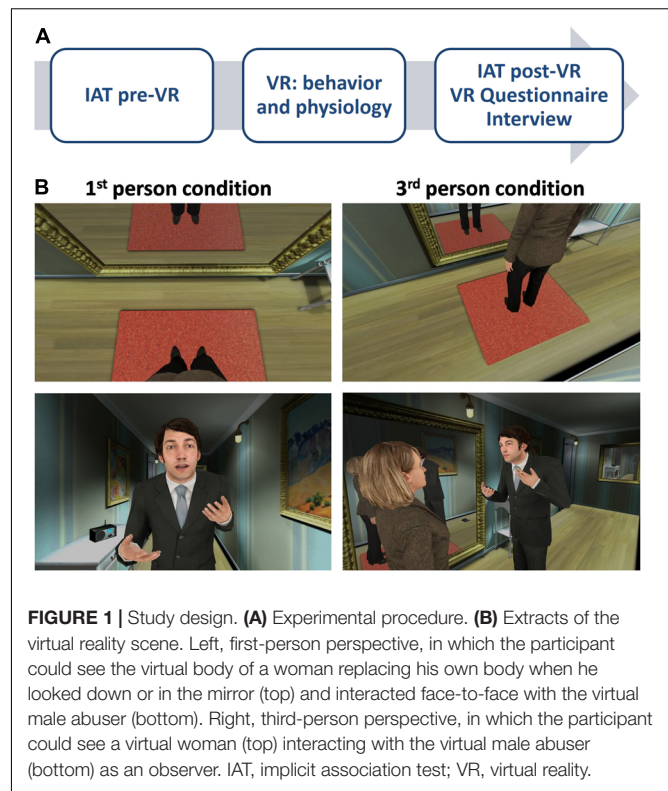 A
IAT pre-VR
VR: behavior
and physiology
IAT post-VR
VR Questionnaire
Interview
B 1st person condition
3rd person condition
FIGURE 1 | Study design. (A) Experimental procedure. (B) Extracts of the
virtual reality scene. Left, first-person perspective, in which the participant
could see the virtual body of a woman replacing his own body when he
looked down or in the mirror (top) and interacted face-to-face with the virtual
male abuser (bottom). Right, third-person perspective, in which the participant
could see a virtual woman (top) interacting with the virtual male abuser
(bottom) as an observer. IAT, implicit association test; VR, virtual reality.